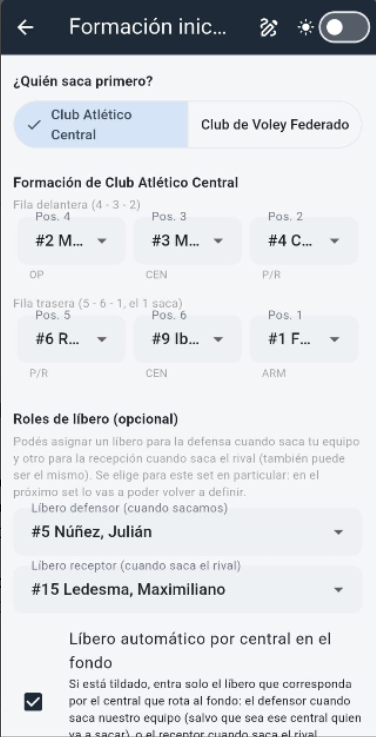 Formación inic...
¿Quién saca primero?
Club Atlético
Central
Club de Voley Federado
Formación de Club Atlético Central
Fila delantera (4 - 3 - 2)
Pos. 4 Pos. 3 Pos. 2
#2 M... #3 M... #4 C...
OP CEN P/R
Fila trasera (5 - 6 - 1, el 1 saca)
Pos. 5 Pos. 6 Pos. 1
#6 R... #9 Ib... #1 F...
P/R CEN ARM
Roles de líbero (opcional)
Podés asignar un líbero para la defensa cuando saca tu equipo
y otro para la recepción cuando saca el rival (también puede
ser el mismo). Se elige para este set en particular: en el
próximo set lo vas a poder volver a definir.
Líbero defensor (cuando sacamos)
#5 Núñez, Julián
Líbero receptor (cuando saca el rival)
#15 Ledesma, Maximiliano
Líbero automático por central en el
fondo
Si está tildado, entra solo el líbero que corresponda
por el central que rota al fondo: el defensor cuando
saca nuestro equipo (salvo que sea ese central quien
va a sacar), o el receptor cuando saca el rival.